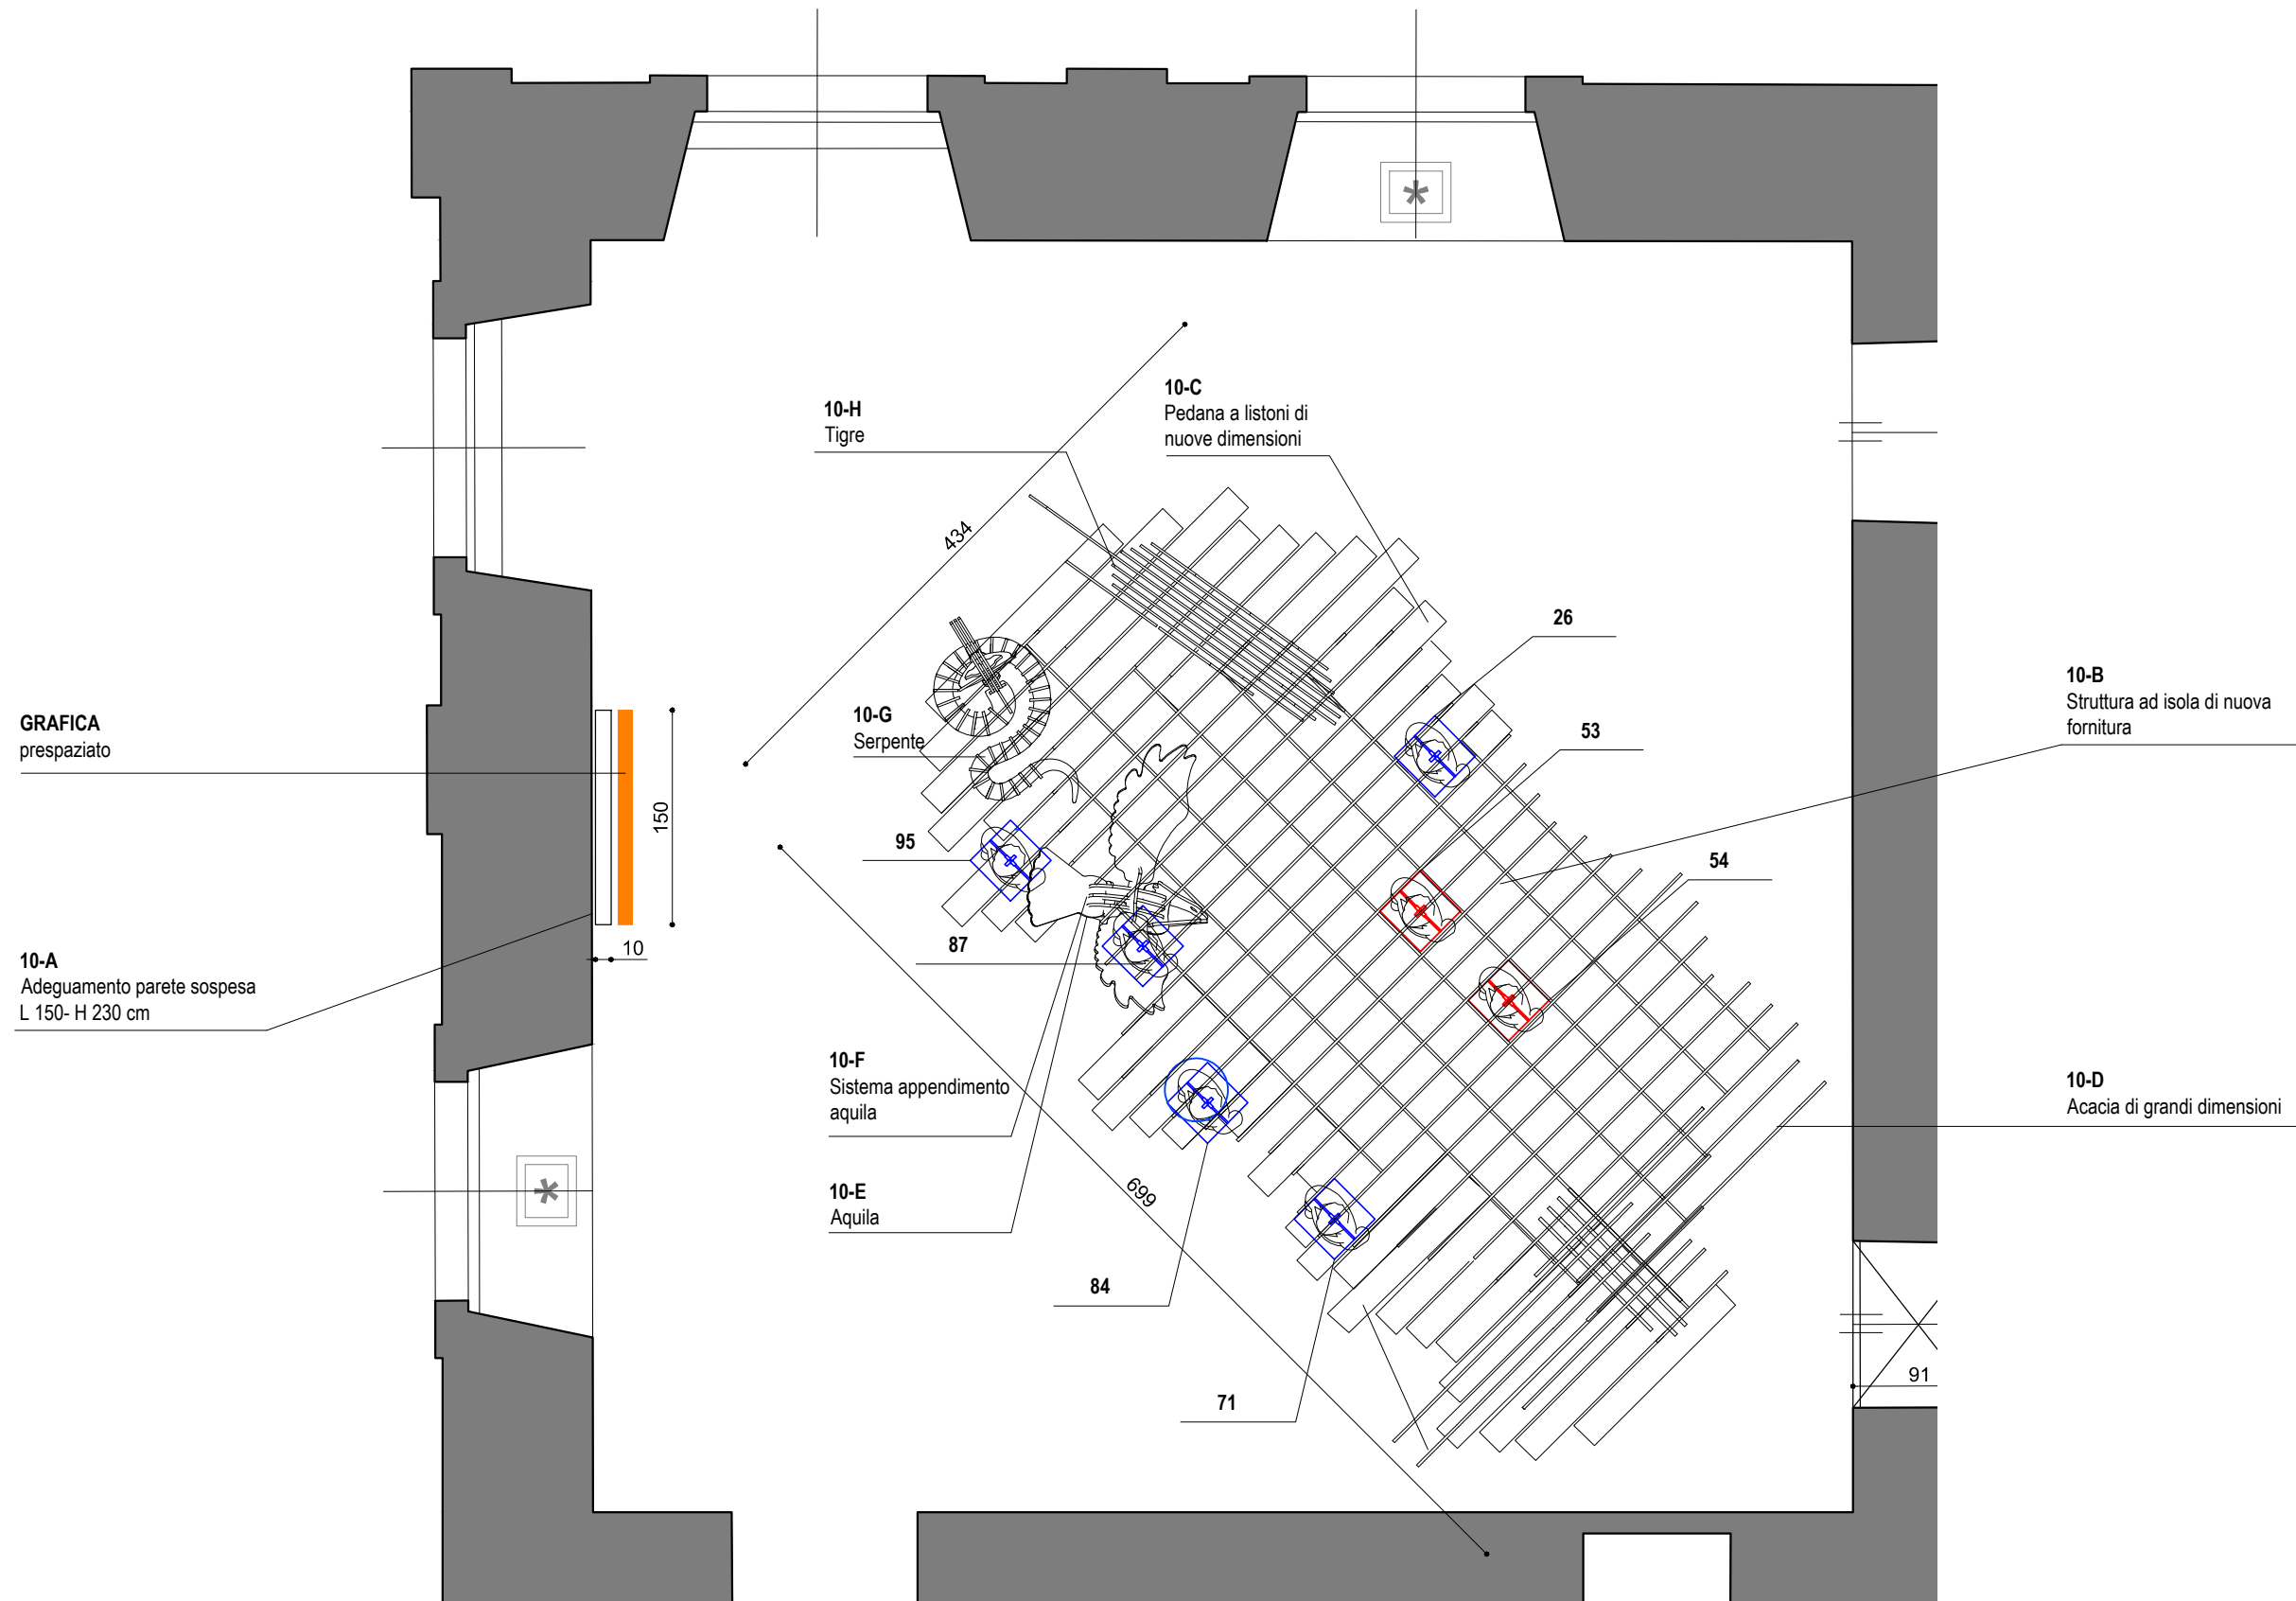 10-C
Pedana a listoni di
nuove dimensioni
10-H
Tigre
434
26
10-B
Struttura ad isola di nuova
fornitura
GRAFICA
prespaziato
10-G
Serpente
53
150
95
54
87
10
10-A
Adeguamento parete sospesa
L 150- H 230 cm
10-F
Sistema appendimento
aquila
10-D
Acacia di grandi dimensioni
10-E
Aquila
699
84
91
71